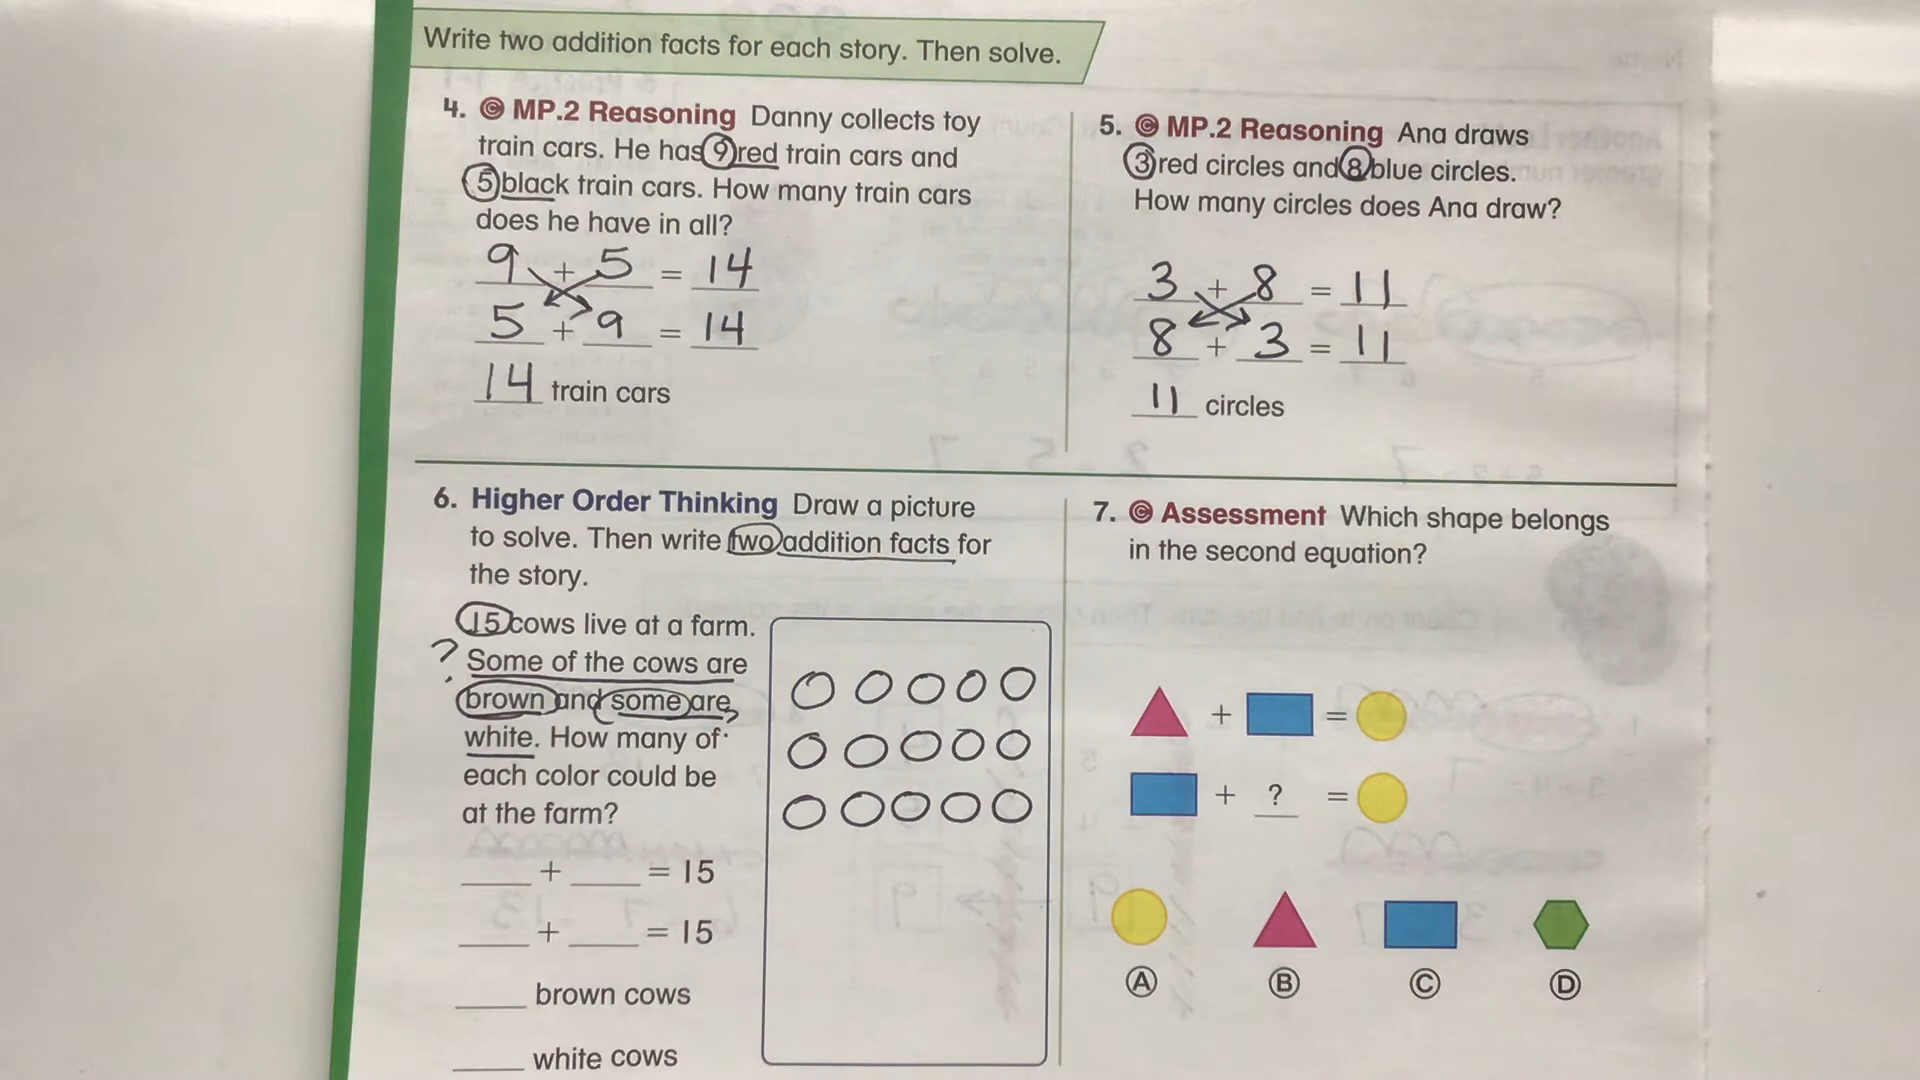 Write two addition facts for each story. Then solve.
4. © MP.2 Reasoning Danny collects toy
train cars. He has 9 red train cars and
5 black train cars. How many train cars
does he have in all?
9 + 5 = 14
5 + 9 = 14
14 train cars
5. © MP.2 Reasoning Ana draws
3 red circles and 8 blue circles.
How many circles does Ana draw?
3 + 8 = 11
8 + 3 = 11
11 circles
6. Higher Order Thinking Draw a picture
to solve. Then write two addition facts for
the story.
15 cows live at a farm.
? Some of the cows are
brown and some are
white. How many of
each color could be
at the farm?
___ + ___ = 15
___ + ___ = 15
___ brown cows
___ white cows
7. © Assessment Which shape belongs
in the second equation?
+ =
+ ? =
A B C D